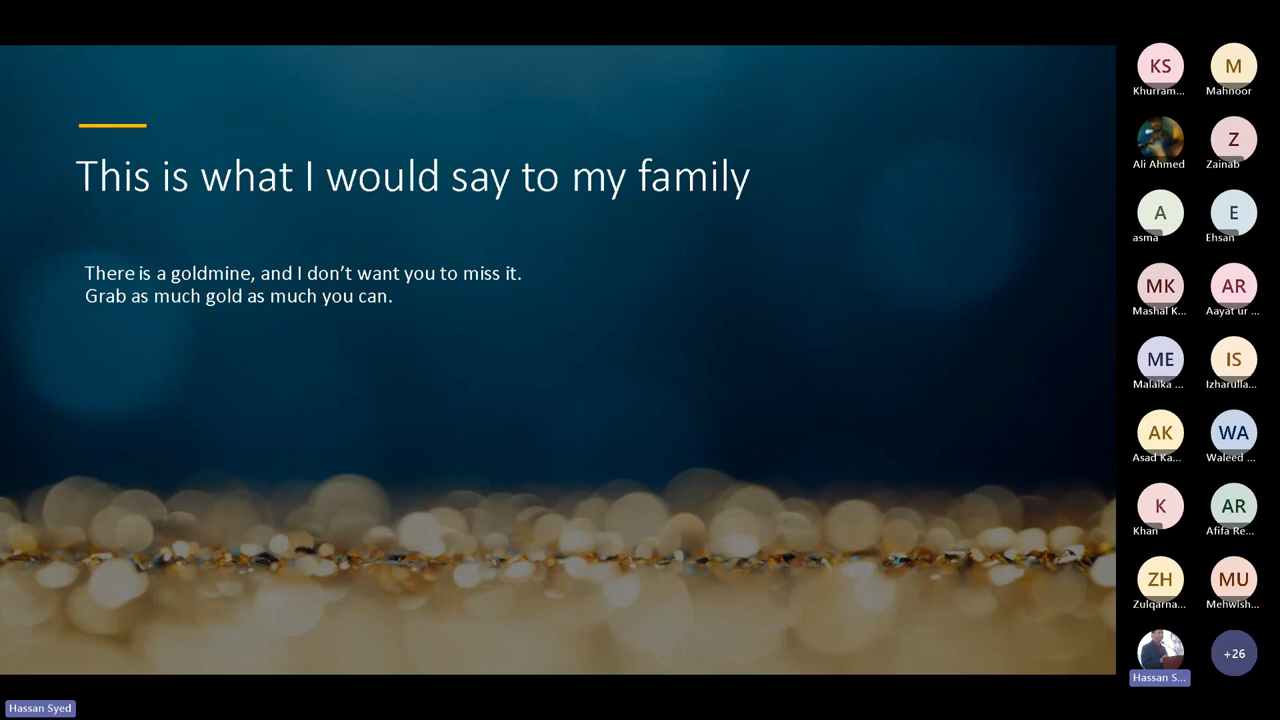 This is what I would say to my family
There is a goldmine, and I don't want you to miss it.
Grab as much gold as much you can.
KS
Khurram...
M
Mahnoor
Ali Ahmed
Z
Zainab
A
asma
E
Ehsan
MK
Mashal K...
AR
Aayat ur ...
ME
Malaika ...
IS
Izharulla...
AK
Asad Ka...
WA
Waleed ...
K
Khan
AR
Afifa Re...
ZH
Zulqarna...
MU
Mehwish...
Hassan S...
+26
Hassan Syed